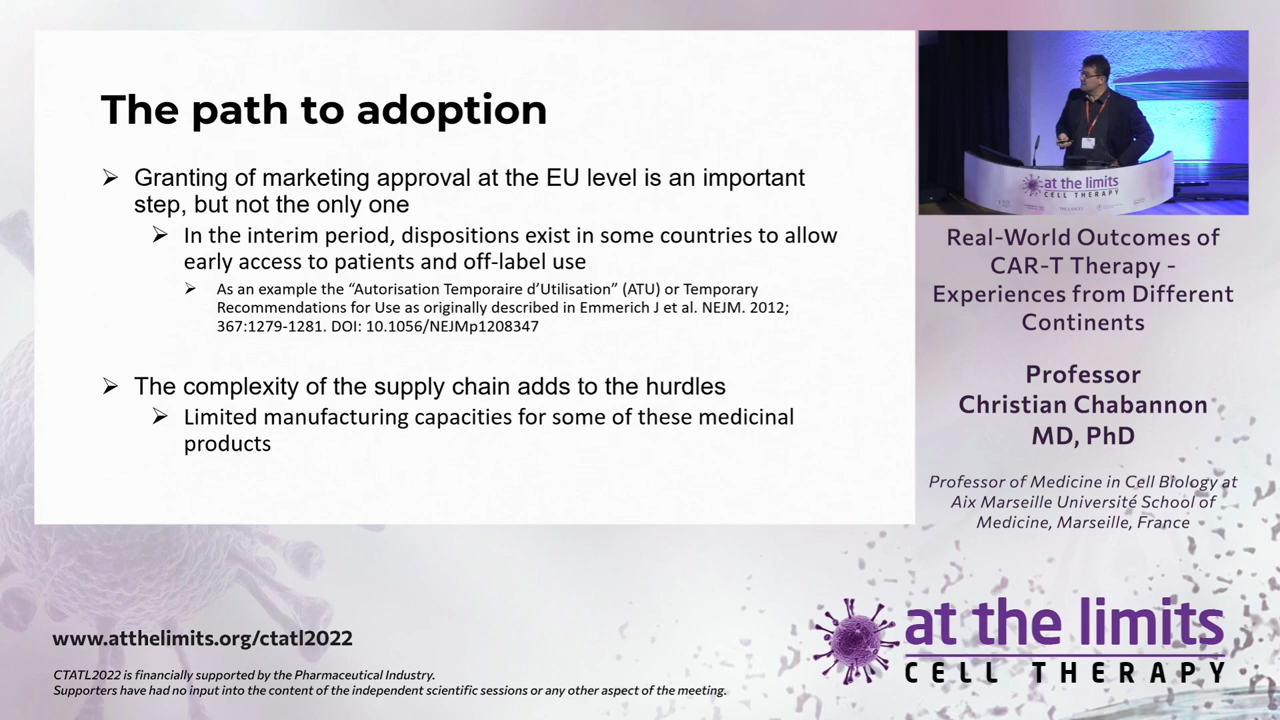 The path to adoption
➢ Granting of marketing approval at the EU level is an important
step, but not the only one
➢ In the interim period, dispositions exist in some countries to allow
early access to patients and off-label use
➢ As an example the “Autorisation Temporaire d’Utilisation” (ATU) or Temporary
Recommendations for Use as originally described in Emmerich J et al. NEJM. 2012;
367:1279-1281. DOI: 10.1056/NEJMp1208347
➢ The complexity of the supply chain adds to the hurdles
➢ Limited manufacturing capacities for some of these medicinal
products
at the limits
CELL THERAPY
Real-World Outcomes of
CAR-T Therapy -
Experiences from Different
Continents
Professor
Christian Chabannon
MD, PhD
Professor of Medicine in Cell Biology at
Aix Marseille Université School of
Medicine, Marseille, France
www.atthelimits.org/ctatl2022
CTATL2022 is financially supported by the Pharmaceutical Industry.
Supporters have had no input into the content of the independent scientific sessions or any other aspect of the meeting.
at the limits
CELL THERAPY